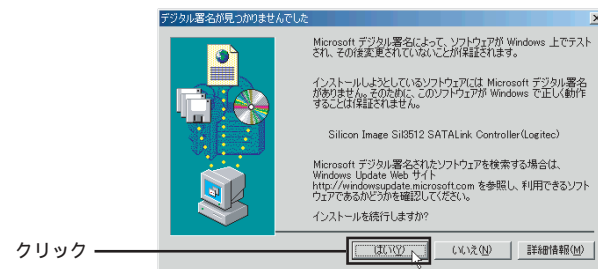 デジタル署名が見つかりませんでした
Microsoft デジタル署名によって、ソフトウェアが Windows 上でテスト
され、その後変更されていないことが保証されます。
インストールしようとしているソフトウェアには Microsoft デジタル署名
がありません。そのために、このソフトウェアが Windows で正しく動作
することは保証されません。
Silicon Image SiI3512 SATALink Controller(Logitec)
Microsoft デジタル署名されたソフトウェアを検索する場合は、
Windows Update Web サイト
http://windowsupdate.microsoft.com を参照し、利用できるソフト
ウェアであるかどうかを確認してください。
インストールを続行しますか?
クリック はい(Y) いいえ(N) 詳細情報(M)